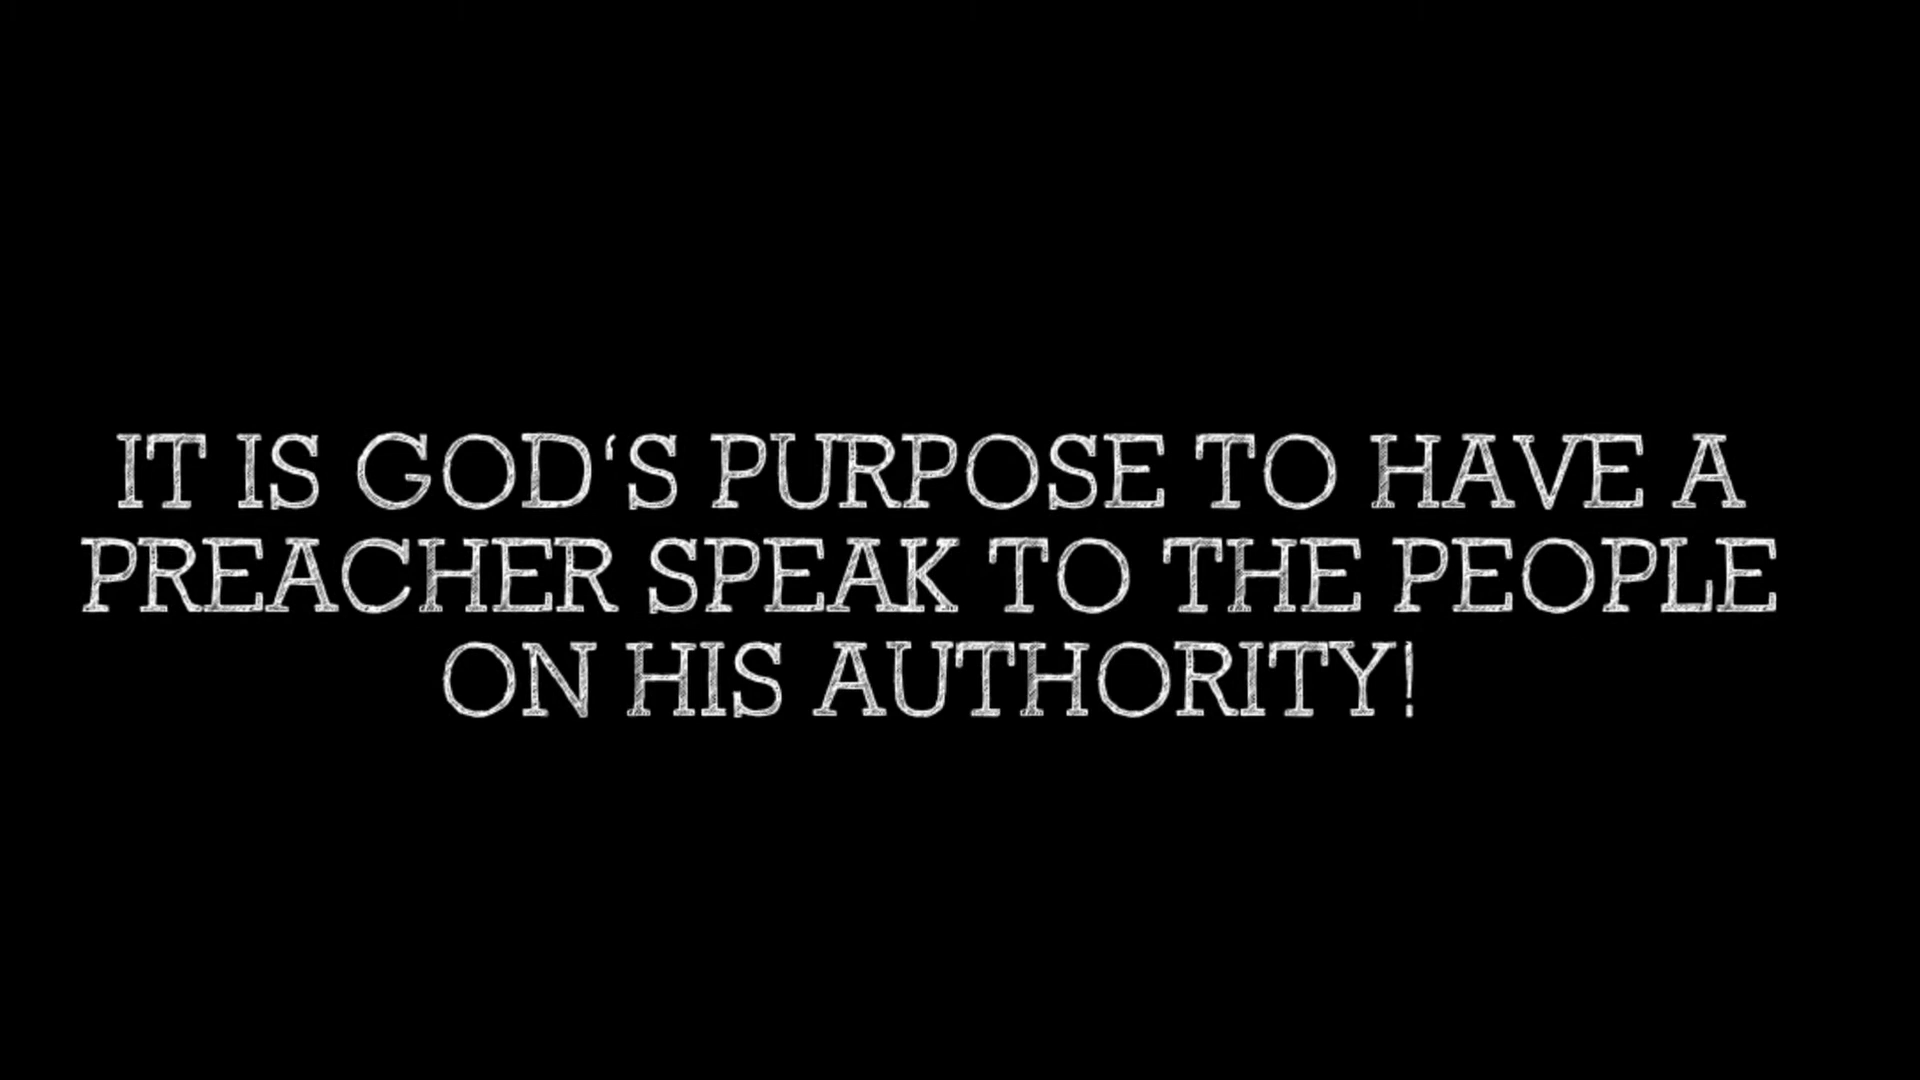 IT IS GOD‘S PURPOSE TO HAVE A
PREACHER SPEAK TO THE PEOPLE
ON HIS AUTHORITY!